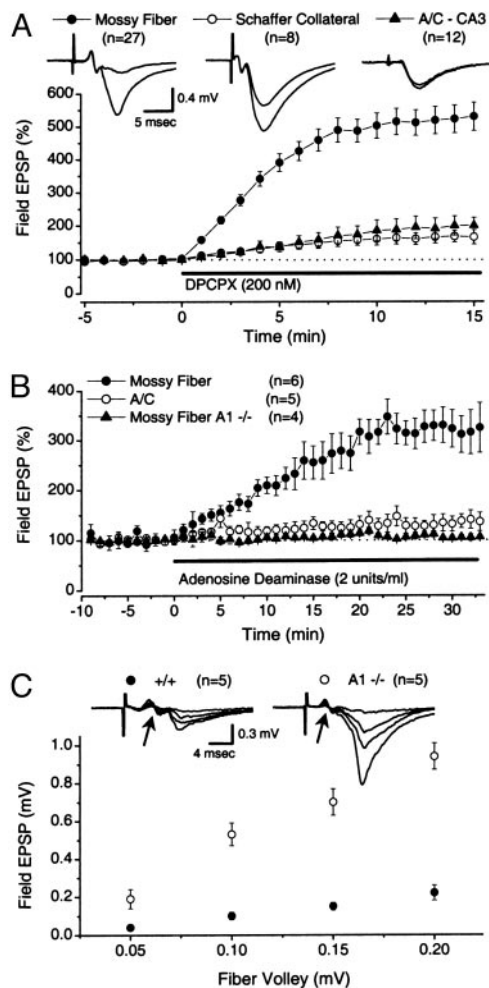 A
Mossy Fiber (n=27)
Schaffer Collateral (n=8)
A/C - CA3 (n=12)
0.4 mV
5 msec
Field EPSP (%)
600
500
400
300
200
100
0
DPCPX (200 nM)
-5 0 5 10 15
Time (min)
B
Mossy Fiber (n=6)
A/C (n=5)
Mossy Fiber A1 -/- (n=4)
Field EPSP (%)
400
300
200
100
0
Adenosine Deaminase (2 units/ml)
-10 -5 0 5 10 15 20 25 30
Time (min)
C
+/+ (n=5)
A1 -/- (n=5)
0.3 mV
4 msec
Field EPSP (mV)
1.0
0.8
0.6
0.4
0.2
0.0
0.05 0.10 0.15 0.20
Fiber Volley (mV)